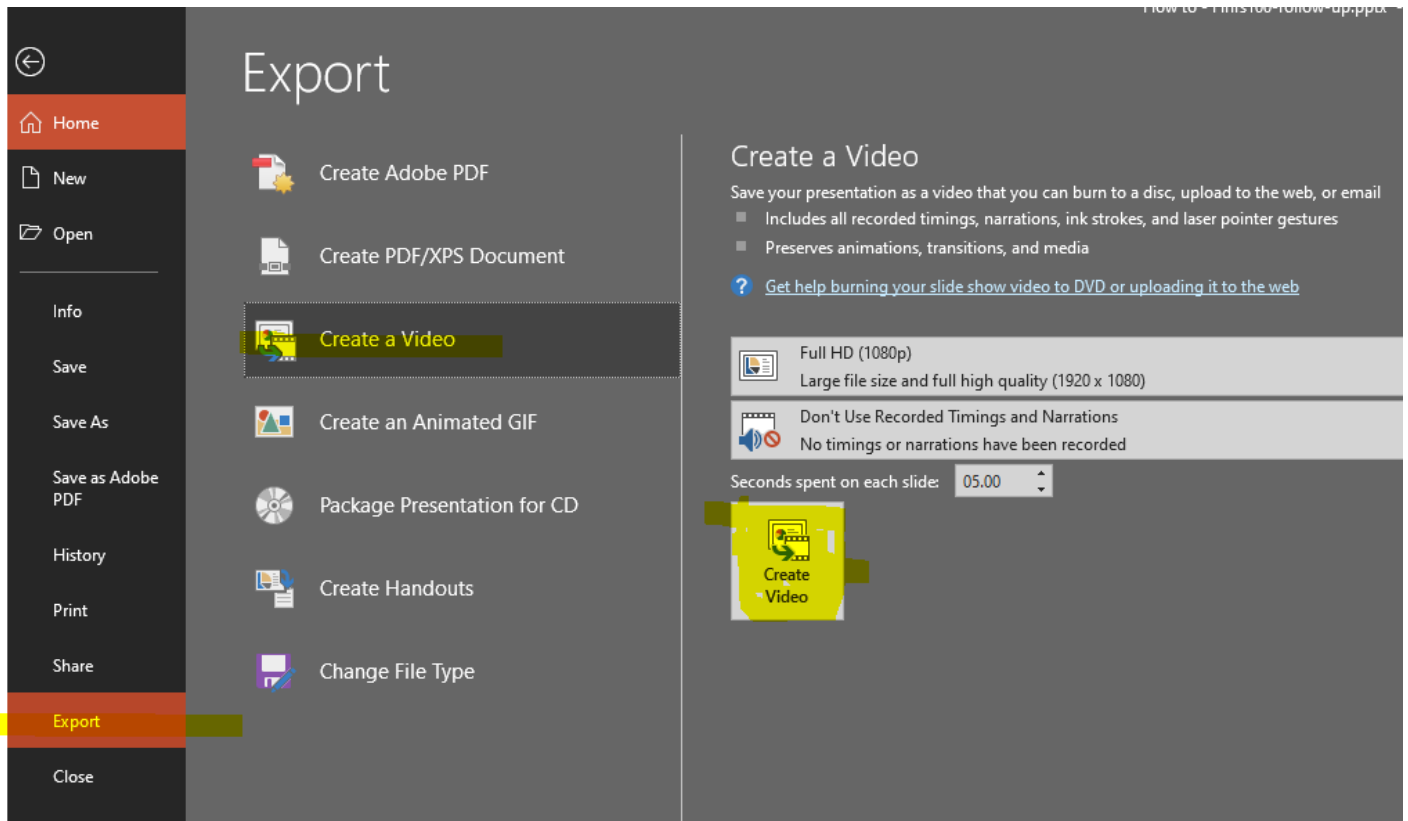 Export
Home
New
Open
Info
Save
Save As
Save as Adobe
PDF
History
Print
Share
Export
Close
Create Adobe PDF
Create PDF/XPS Document
Create a Video
Create an Animated GIF
Package Presentation for CD
Create Handouts
Change File Type
Create a Video
Save your presentation as a video that you can burn to a disc, upload to the web, or email
Includes all recorded timings, narrations, ink strokes, and laser pointer gestures
Preserves animations, transitions, and media
? Get help burning your slide show video to DVD or uploading it to the web
Full HD (1080p)
Large file size and full high quality (1920 x 1080)
Don't Use Recorded Timings and Narrations
No timings or narrations have been recorded
Seconds spent on each slide: 05.00
Create
Video